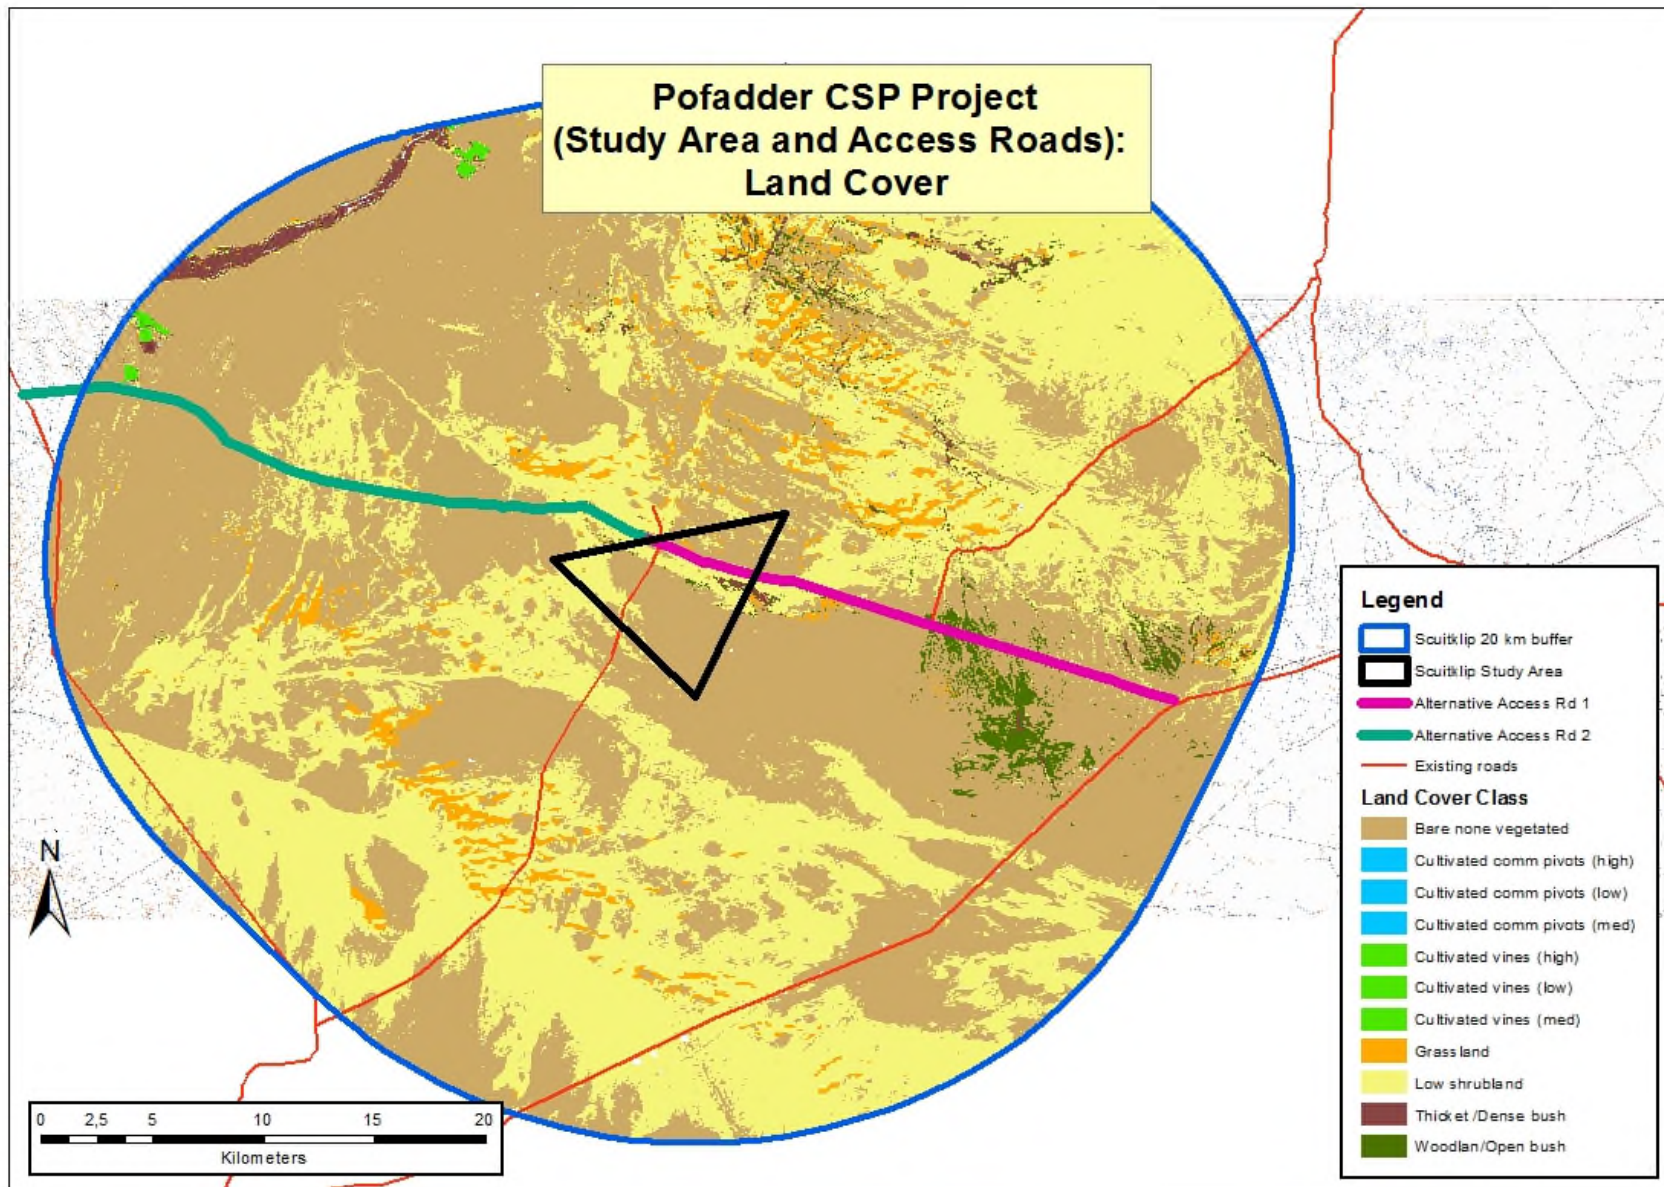 Pofadder CSP Project
(Study Area and Access Roads):
Land Cover
N
0 2,5 5 10 15 20
Kilometers
Legend
Scuitklip 20 km buffer
Scuitklip Study Area
Alternative Access Rd 1
Alternative Access Rd 2
Existing roads
Land Cover Class
Bare none vegetated
Cultivated comm pivots (high)
Cultivated comm pivots (low)
Cultivated comm pivots (med)
Cultivated vines (high)
Cultivated vines (low)
Cultivated vines (med)
Grassland
Low shrubland
Thicket /Dense bush
Woodlan/Open bush